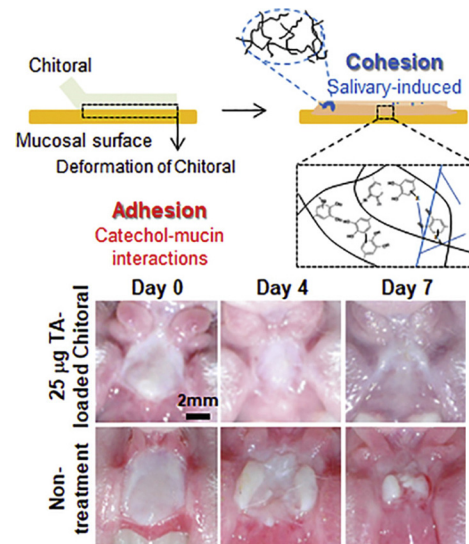 Chitoral
Mucosal surface
Deformation of Chitoral
Cohesion
Salivary-induced
Adhesion
Catechol-mucin
interactions
Day 0
Day 4
Day 7
25 µg TA-
loaded Chitoral
2mm
Non-
treatment